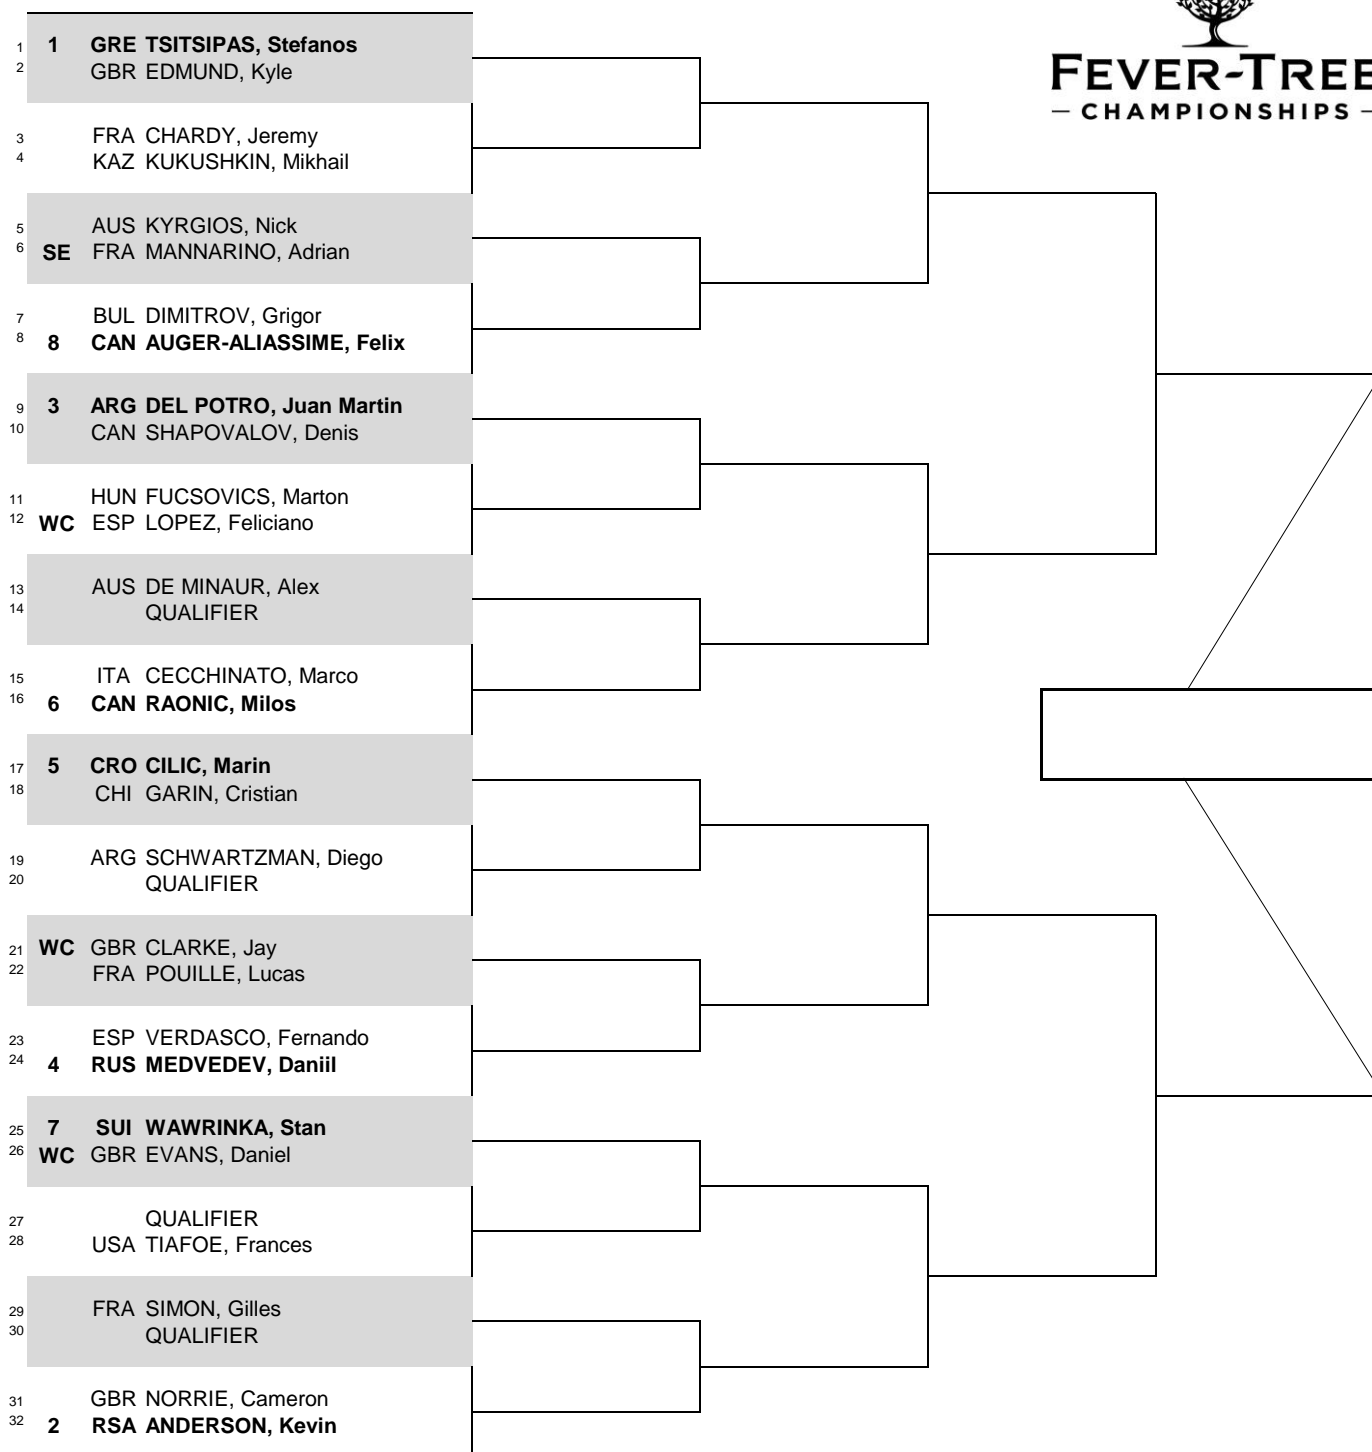 1 1 GRE TSITSIPAS, Stefanos
2 GBR EDMUND, Kyle
FEVER-TREE
— CHAMPIONSHIPS —
3 FRA CHARDY, Jeremy
4 KAZ KUKUSHKIN, Mikhail
5 AUS KYRGIOS, Nick
6 SE FRA MANNARINO, Adrian
7 BUL DIMITROV, Grigor
8 8 CAN AUGER-ALIASSIME, Felix
9 3 ARG DEL POTRO, Juan Martin
10 CAN SHAPOVALOV, Denis
11 HUN FUCSOVICS, Marton
12 WC ESP LOPEZ, Feliciano
13 AUS DE MINAUR, Alex
14 QUALIFIER
15 ITA CECCHINATO, Marco
16 6 CAN RAONIC, Milos
17 5 CRO CILIC, Marin
18 CHI GARIN, Cristian
19 ARG SCHWARTZMAN, Diego
20 QUALIFIER
21 WC GBR CLARKE, Jay
22 FRA POUILLE, Lucas
23 ESP VERDASCO, Fernando
24 4 RUS MEDVEDEV, Daniil
25 7 SUI WAWRINKA, Stan
26 WC GBR EVANS, Daniel
27 QUALIFIER
28 USA TIAFOE, Frances
29 FRA SIMON, Gilles
30 QUALIFIER
31 GBR NORRIE, Cameron
32 2 RSA ANDERSON, Kevin